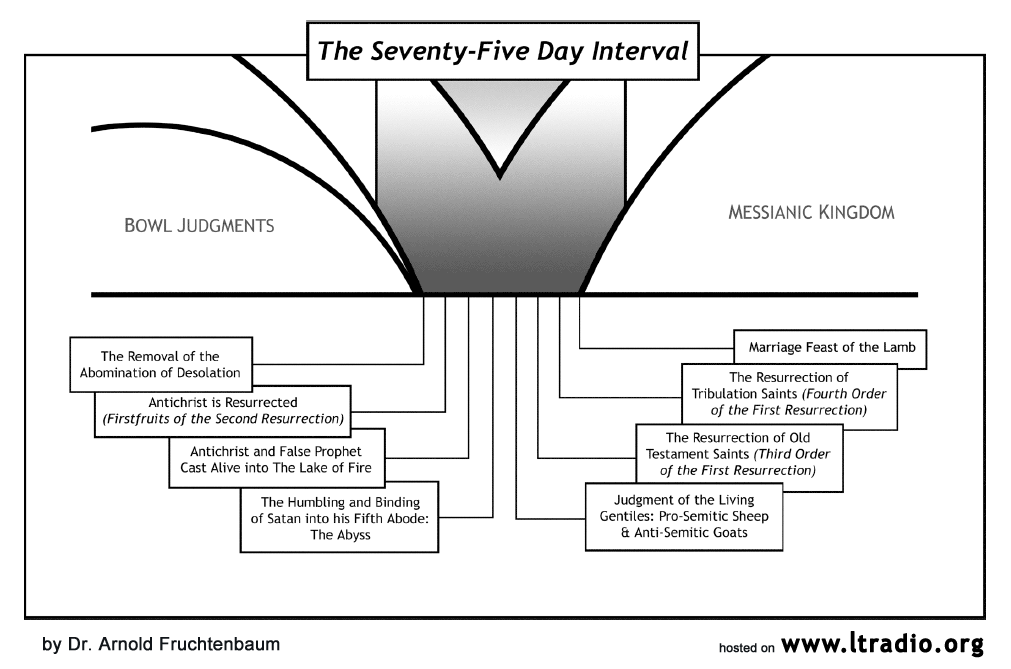 The Seventy-Five Day Interval
BOWL JUDGMENTS
MESSIANIC KINGDOM
The Removal of the
Abomination of Desolation
Antichrist is Resurrected
(Firstfruits of the Second Resurrection)
Antichrist and False Prophet
Cast Alive into The Lake of Fire
The Humbling and Binding
of Satan into his Fifth Abode:
The Abyss
Marriage Feast of the Lamb
The Resurrection of
Tribulation Saints (Fourth Order
of the First Resurrection)
The Resurrection of Old
Testament Saints (Third Order
of the First Resurrection)
Judgment of the Living
Gentiles: Pro-Semitic Sheep
& Anti-Semitic Goats
by Dr. Arnold Fruchtenbaum
hosted on www.ltradio.org